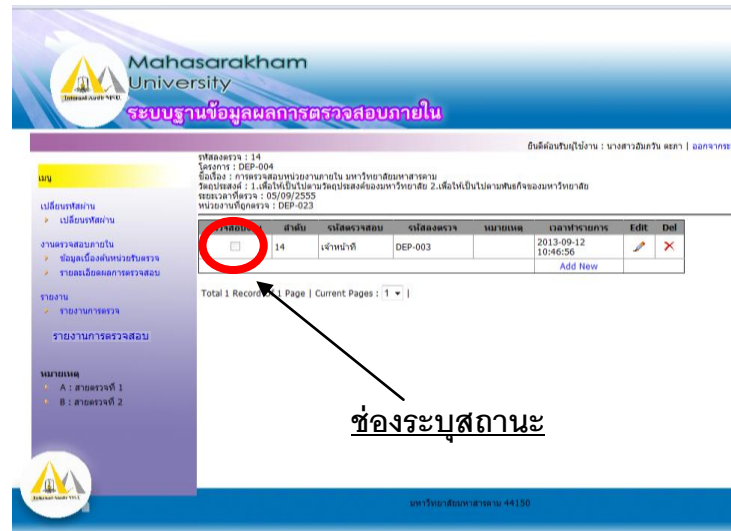 Mahasarakham
University
ระบบฐานข้อมูลผลการตรวจสอบภายใน
Internal Audit MSU.
ยินดีต้อนรับผู้ใช้งาน : นางสาวอัมภวัน ตะภา | ออกจากระ
เมนู
เปลี่ยนรหัสผ่าน
เปลี่ยนรหัสผ่าน
งานตรวจสอบภายใน
ข้อมูลเบื้องต้นหน่วยรับตรวจ
รายละเอียดผลการตรวจสอบ
รายงาน
รายงานการตรวจ
รายงานการตรวจสอบ
หมายเหตุ
A : สายตรวจที่ 1
B : สายตรวจที่ 2
รหัสลงตรวจ : 14
โครงการ : DEP-004
ชื่อเรื่อง : การตรวจสอบหน่วยงานภายใน มหาวิทยาลัยมหาสารคาม
วัตถุประสงค์ : 1.เพื่อให้เป็นไปตามวัตถุประสงค์ของมหาวิทยาลัย 2.เพื่อให้เป็นไปตามพันธกิจของมหาวิทยาลัย
ระยะเวลาที่ตรวจ : 05/09/2555
หน่วยงานที่ถูกตรวจ : DEP-023
ลำดับ รหัสตรวจสอบ รหัสลงตรวจ หมายเหตุ เวลาทำรายการ Edit Del
14 เจ้าหน้าที่ DEP-003 2013-09-12
10:46:56
Add New
Total 1 Record of 1 Page | Current Pages : 1 |
ช่องระบุสถานะ
มหาวิทยาลัยมหาสารคาม 44150